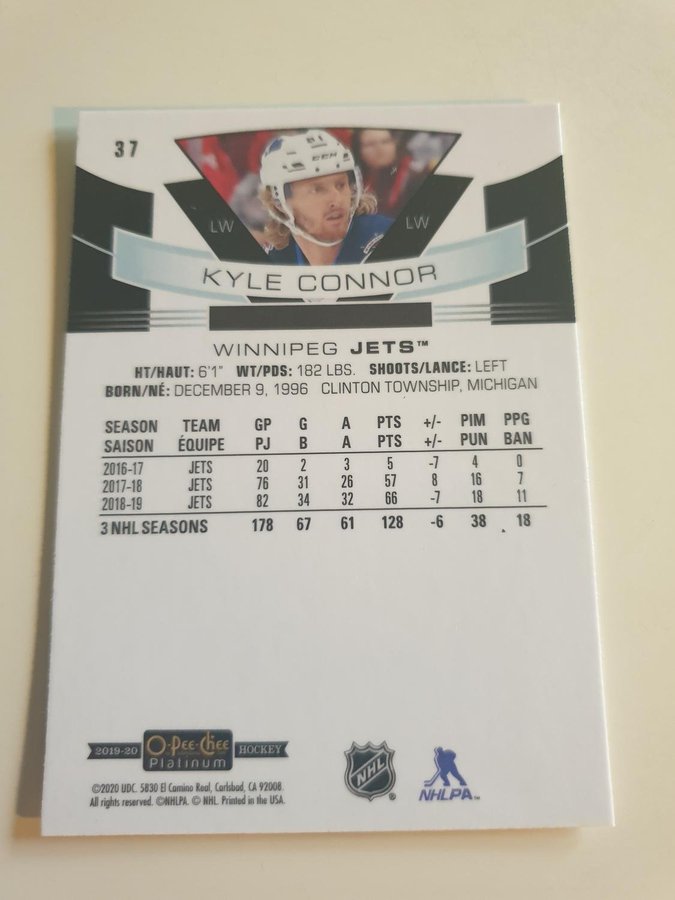 37
81
CCM
LW LW
KYLE CONNOR
WINNIPEG JETS™
HT/HAUT: 6'1" WT/PDS: 182 LBS. SHOOTS/LANCE: LEFT
BORN/NÉ: DECEMBER 9, 1996 CLINTON TOWNSHIP, MICHIGAN
SEASON TEAM GP G A PTS +/- PIM PPG
SAISON ÉQUIPE PJ B A PTS +/- PUN BAN
2016-17 JETS 20 2 3 5 -7 4 0
2017-18 JETS 76 31 26 57 8 16 7
2018-19 JETS 82 34 32 66 -7 18 11
3 NHL SEASONS 178 67 61 128 -6 38 18
2019-20 O-Pee-Chee HOCKEY
Platinum
NHL ®
NHLPA™
©2020 UDC. 5830 El Camino Real, Carlsbad, CA 92008.
All rights reserved. ©NHLPA. © NHL. Printed in the USA.